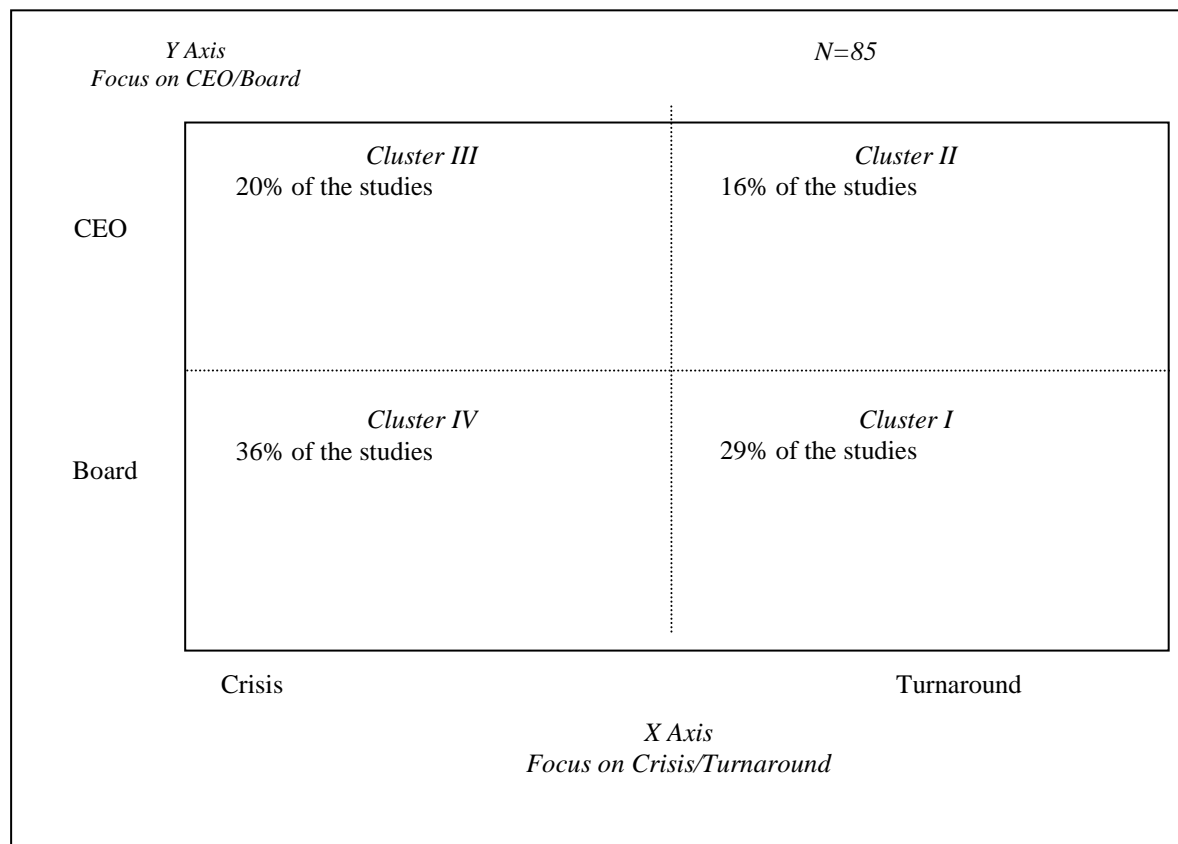 Y Axis
Focus on CEO/Board
N=85
Cluster III
20% of the studies
Cluster II
16% of the studies
CEO
Cluster IV
36% of the studies
Cluster I
29% of the studies
Board
Crisis
Turnaround
X Axis
Focus on Crisis/Turnaround